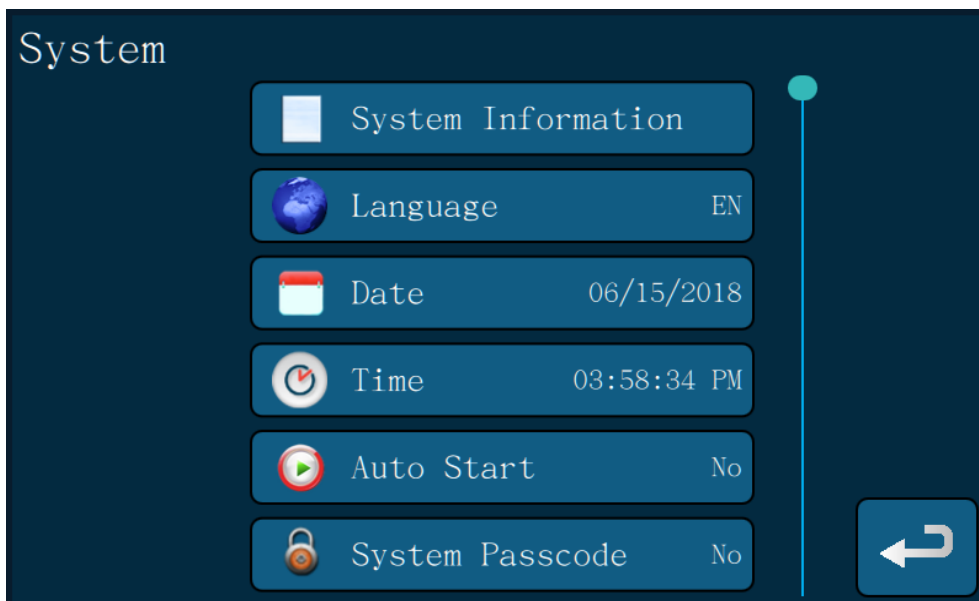 System
System Information
Language EN
Date 06/15/2018
Time 03:58:34 PM
Auto Start No
System Passcode No